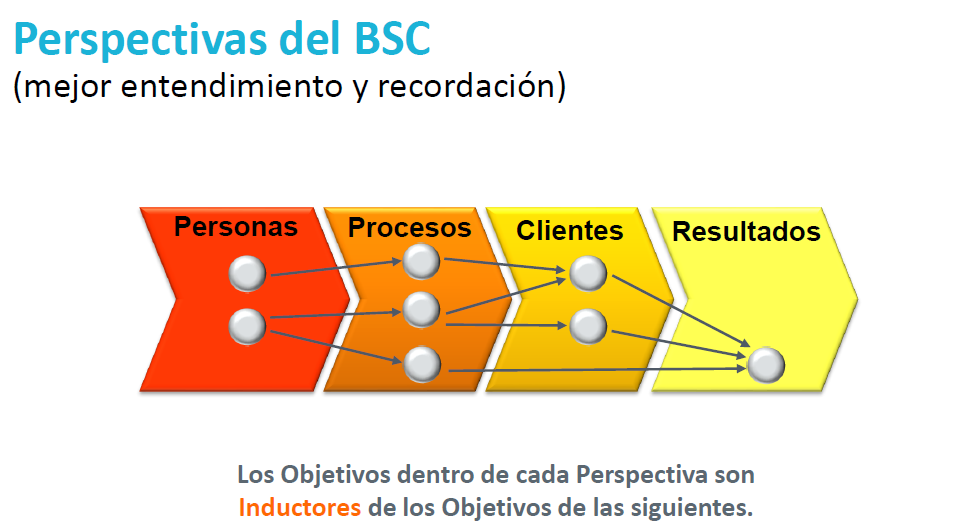 Perspectivas del BSC
(mejor entendimiento y recordación)
Personas
Procesos
Clientes
Resultados
Los Objetivos dentro de cada Perspectiva son
Inductores de los Objetivos de las siguientes.